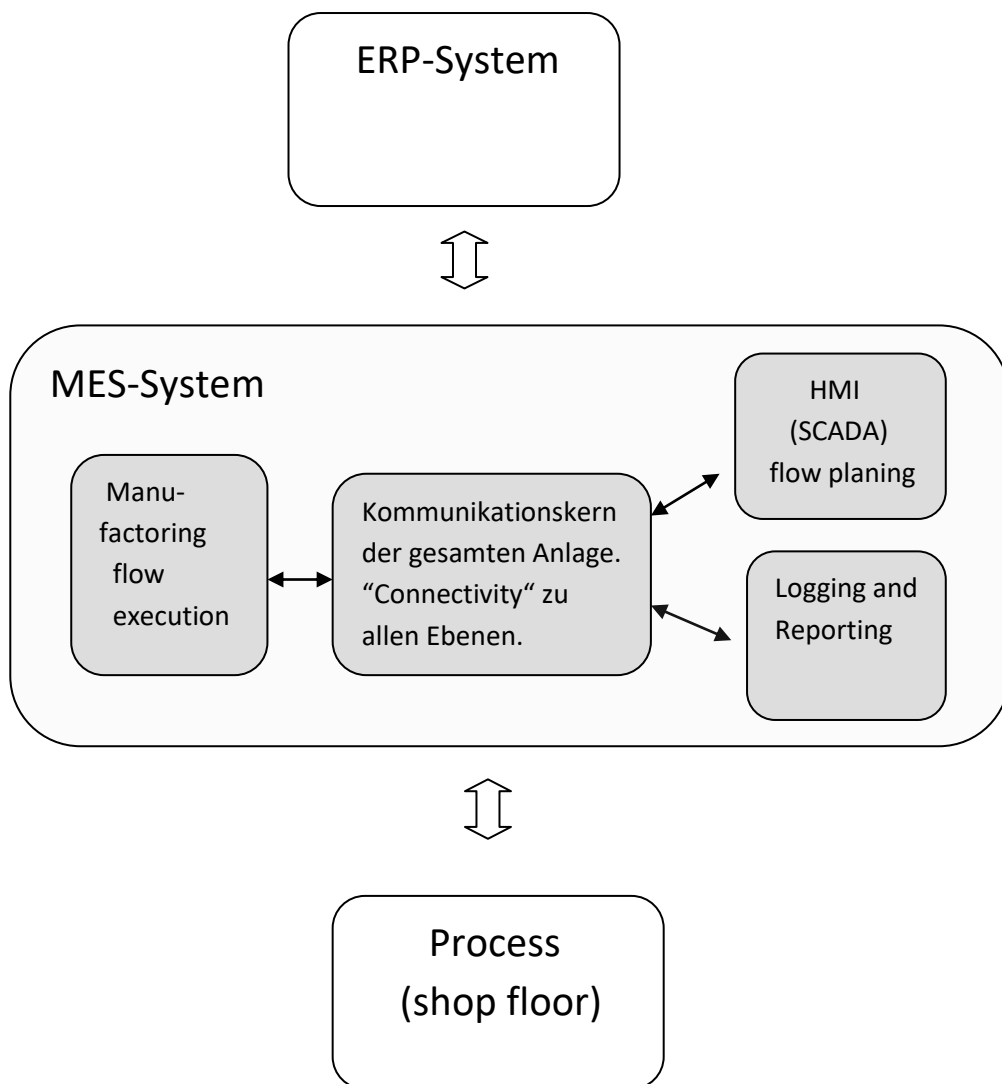 ERP-System
MES-System
HMI
(SCADA)
flow planing
Manu-
factoring
flow
execution
Kommunikationskern
der gesamten Anlage.
“Connectivity“ zu
allen Ebenen.
Logging and
Reporting
Process
(shop floor)